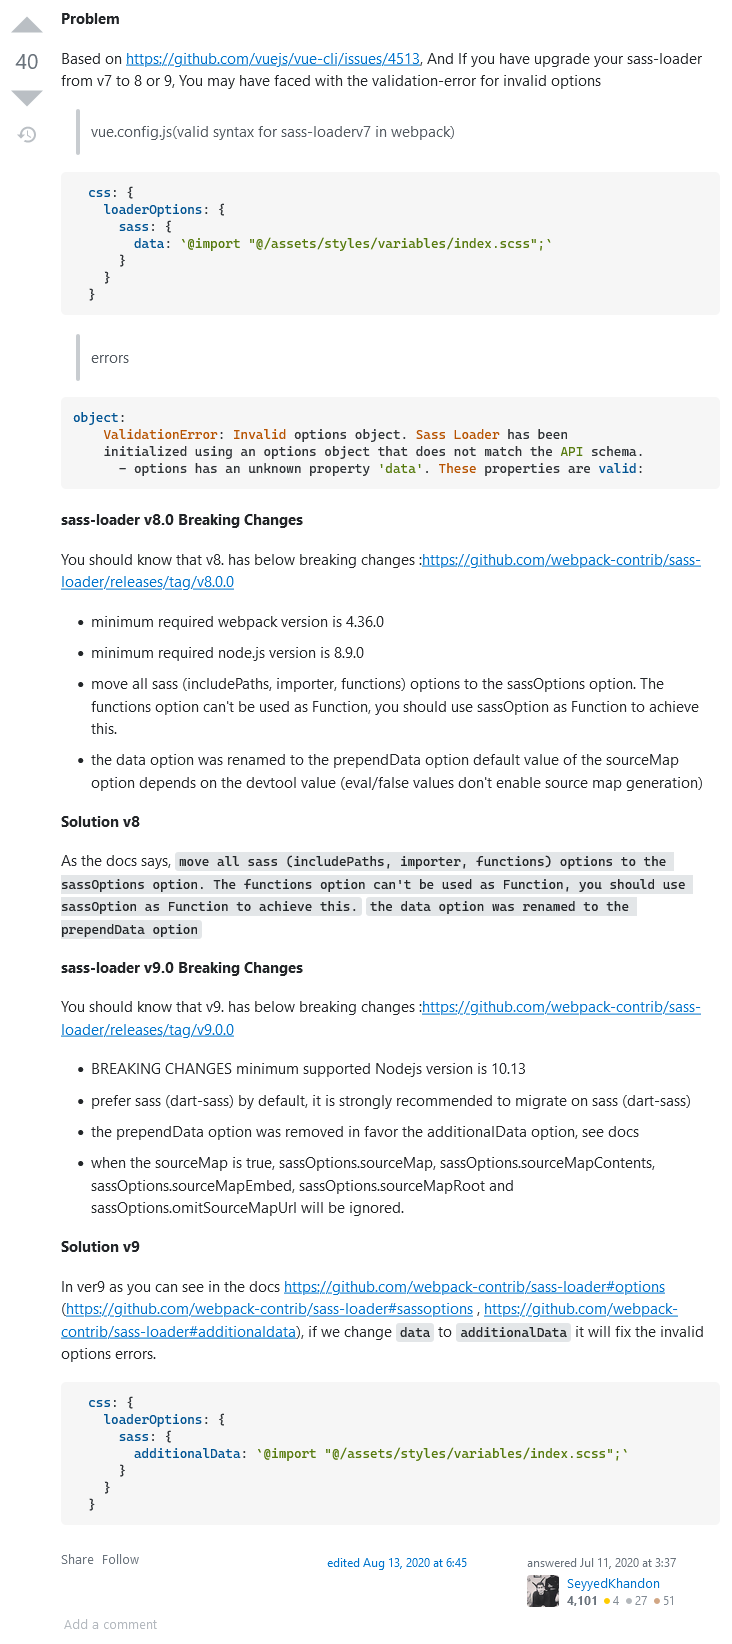 Problem
40
Based on https://github.com/vuejs/vue-cli/issues/4513, And If you have upgrade your sass-loader
from v7 to 8 or 9, You may have faced with the validation-error for invalid options
vue.config.js(valid syntax for sass-loaderv7 in webpack)
css: {
loaderOptions: {
sass: {
data: `@import "@/assets/styles/variables/index.scss";`
}
}
}
errors
object:
ValidationError: Invalid options object. Sass Loader has been
initialized using an options object that does not match the API schema.
- options has an unknown property 'data'. These properties are valid:
sass-loader v8.0 Breaking Changes
You should know that v8. has below breaking changes :https://github.com/webpack-contrib/sass-
loader/releases/tag/v8.0.0
• minimum required webpack version is 4.36.0
• minimum required node.js version is 8.9.0
• move all sass (includePaths, importer, functions) options to the sassOptions option. The
functions option can't be used as Function, you should use sassOption as Function to achieve
this.
• the data option was renamed to the prependData option default value of the sourceMap
option depends on the devtool value (eval/false values don't enable source map generation)
Solution v8
As the docs says, move all sass (includePaths, importer, functions) options to the
sassOptions option. The functions option can't be used as Function, you should use
sassOption as Function to achieve this. the data option was renamed to the
prependData option
sass-loader v9.0 Breaking Changes
You should know that v9. has below breaking changes :https://github.com/webpack-contrib/sass-
loader/releases/tag/v9.0.0
• BREAKING CHANGES minimum supported Nodejs version is 10.13
• prefer sass (dart-sass) by default, it is strongly recommended to migrate on sass (dart-sass)
• the prependData option was removed in favor the additionalData option, see docs
• when the sourceMap is true, sassOptions.sourceMap, sassOptions.sourceMapContents,
sassOptions.sourceMapEmbed, sassOptions.sourceMapRoot and
sassOptions.omitSourceMapUrl will be ignored.
Solution v9
In ver9 as you can see in the docs https://github.com/webpack-contrib/sass-loader#options
(https://github.com/webpack-contrib/sass-loader#sassoptions , https://github.com/webpack-
contrib/sass-loader#additionaldata), if we change data to additionalData it will fix the invalid
options errors.
css: {
loaderOptions: {
sass: {
additionalData: `@import "@/assets/styles/variables/index.scss";`
}
}
}
Share Follow
edited Aug 13, 2020 at 6:45
answered Jul 11, 2020 at 3:37
SeyyedKhandon
4,101 ●4 ●27 ●51
Add a comment